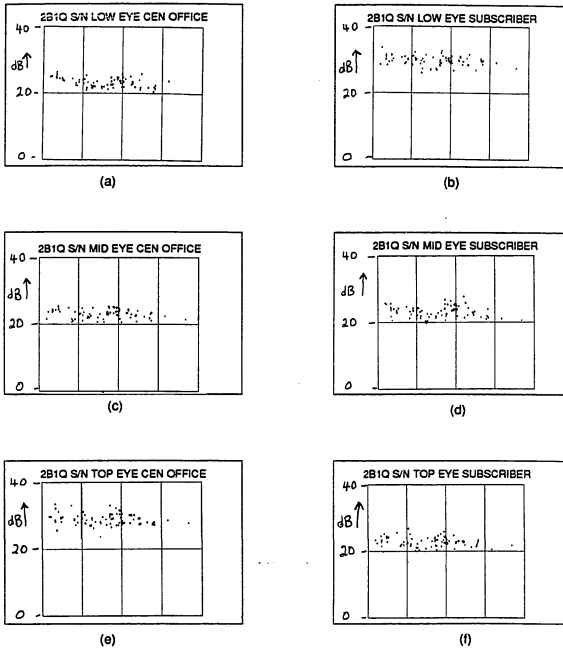 2B1Q S/N LOW EYE CEN OFFICE
40
dB
20
0
(a)
2B1Q S/N LOW EYE SUBSCRIBER
40
dB
20
0
(b)
2B1Q S/N MID EYE CEN OFFICE
40
dB
20
0
(c)
2B1Q S/N MID EYE SUBSCRIBER
40
dB
20
0
(d)
2B1Q S/N TOP EYE CEN OFFICE
40
dB
20
0
(e)
2B1Q S/N TOP EYE SUBSCRIBER
40
dB
20
0
(f)